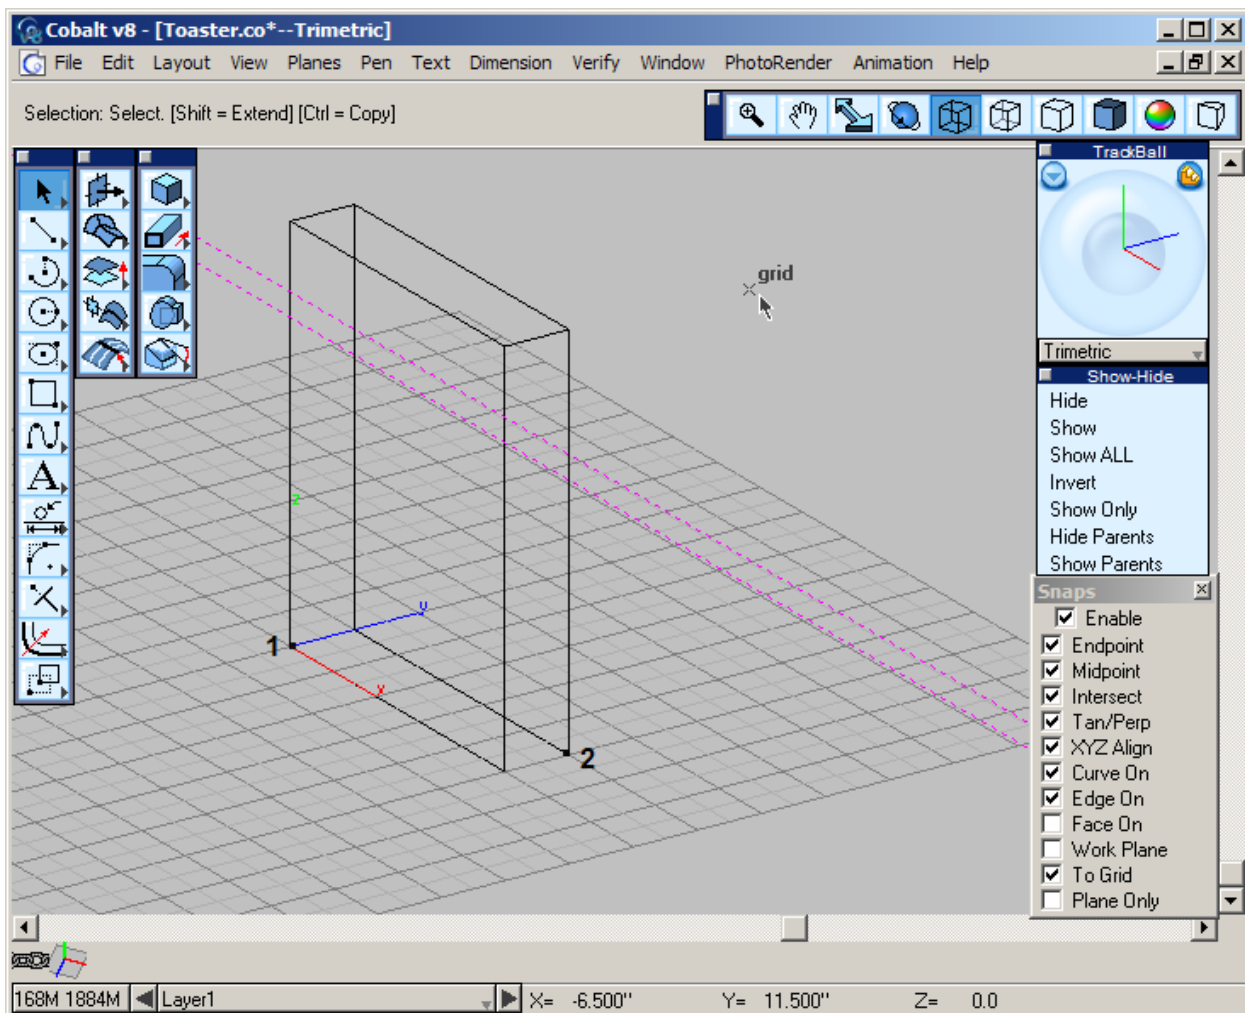 Cobalt v8 - [Toaster.co*--Trimetric]
File Edit Layout View Planes Pen Text Dimension Verify Window PhotoRender Animation Help
Selection: Select. [Shift = Extend] [Ctrl = Copy]
TrackBall
grid
Trimetric
Show-Hide
Hide
Show
Show ALL
Invert
Show Only
Hide Parents
Show Parents
A
z
y
1
x
2
Snaps
Enable
Endpoint
Midpoint
Intersect
Tan/Perp
XYZ Align
Curve On
Edge On
Face On
Work Plane
To Grid
Plane Only
168M 1884M Layer1 X= -6.500" Y= 11.500" Z= 0.0